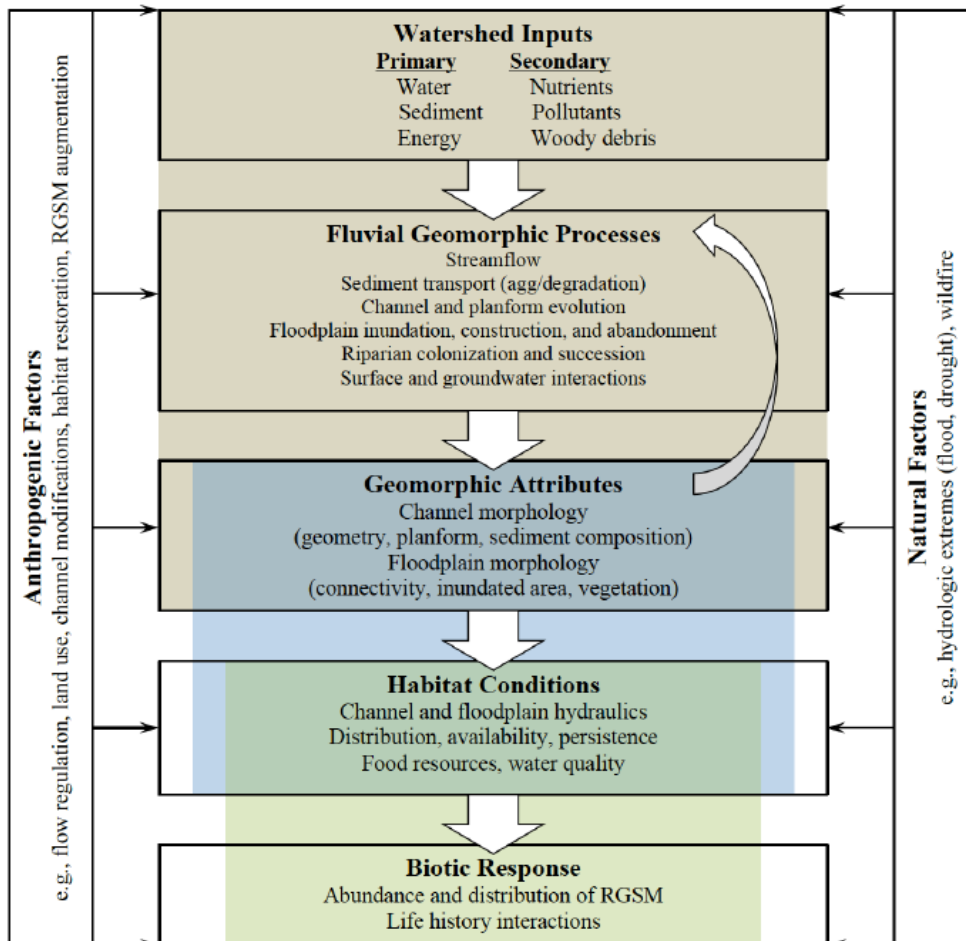 Watershed Inputs
Primary Secondary
Water Nutrients
Sediment Pollutants
Energy Woody debris
Fluvial Geomorphic Processes
Streamflow
Sediment transport (agg/degradation)
Channel and planform evolution
Floodplain inundation, construction, and abandonment
Riparian colonization and succession
Surface and groundwater interactions
Geomorphic Attributes
Channel morphology
(geometry, planform, sediment composition)
Floodplain morphology
(connectivity, inundated area, vegetation)
Habitat Conditions
Channel and floodplain hydraulics
Distribution, availability, persistence
Food resources, water quality
Biotic Response
Abundance and distribution of RGSM
Life history interactions
Anthropogenic Factors
e.g., flow regulation, land use, channel modifications, habitat restoration, RGSM augmentation
Natural Factors
e.g., hydrologic extremes (flood, drought), wildfire